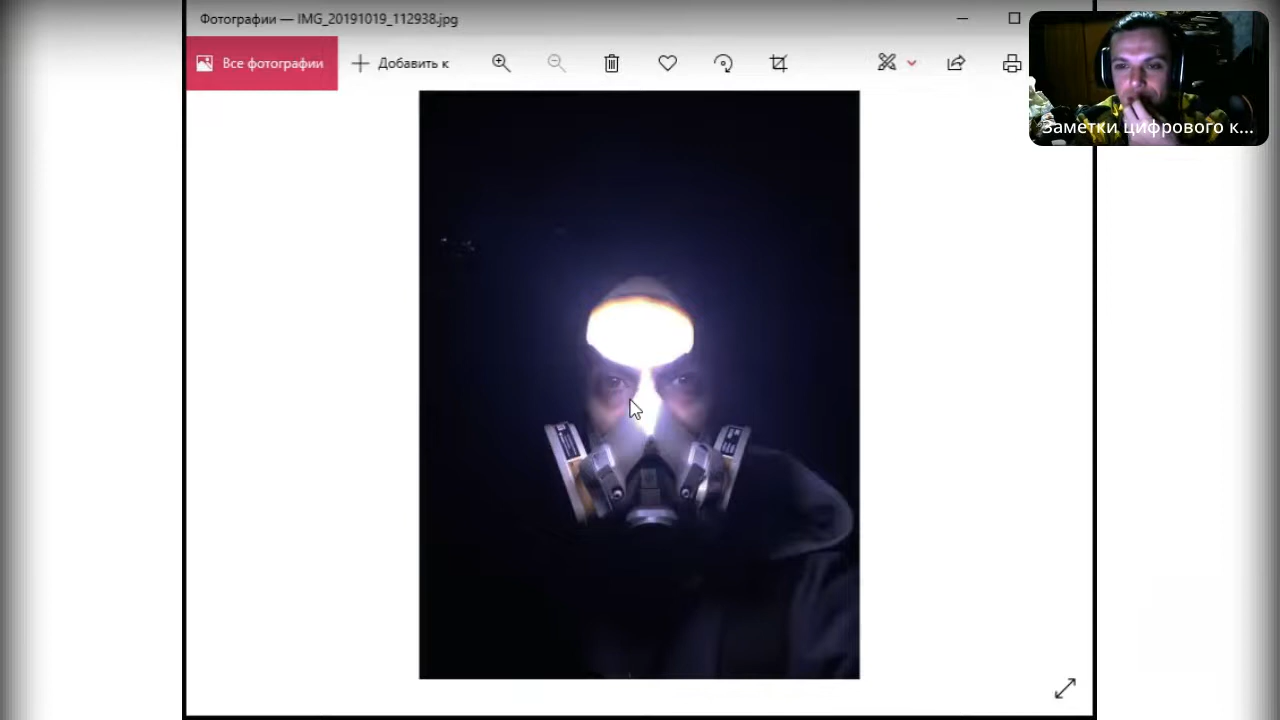 Фотографии — IMG_20191019_112938.jpg
Все фотографии
Добавить к
Заметки цифрового к...